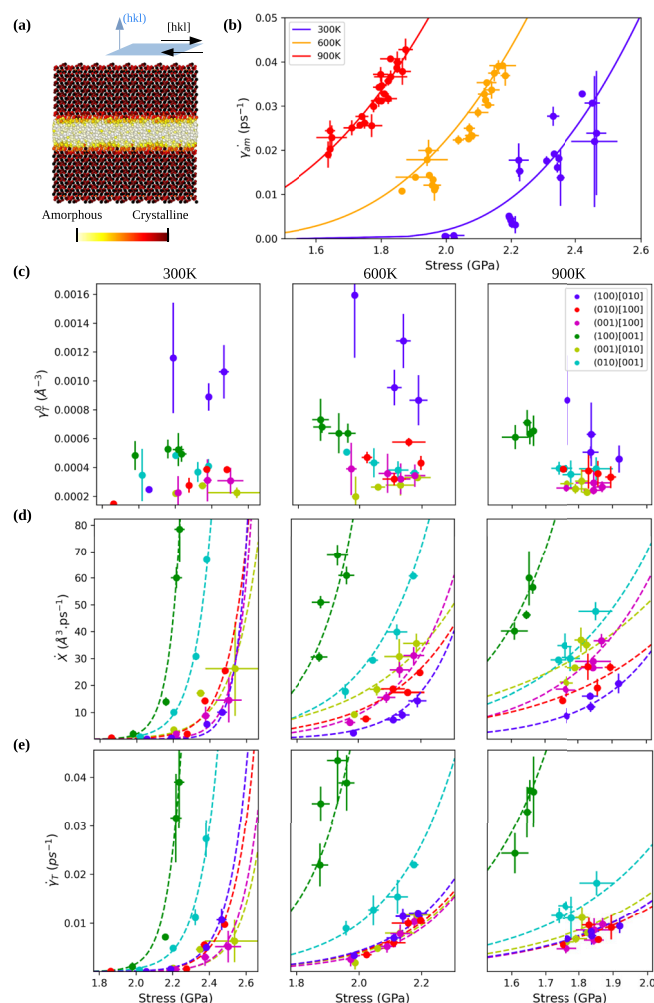 (a)
(hkl)
[hkl]
Amorphous
Crystalline
(b)
300K
600K
900K
γ̇am (ps⁻¹)
0.05
0.04
0.03
0.02
0.01
0.00
1.6 1.8 2.0 2.2 2.4 2.6
Stress (GPa)
(c)
300K
600K
900K
0.0016
0.0014
0.0012
0.0010
0.0008
0.0006
0.0004
0.0002
(100)[010]
(010)[100]
(001)[100]
(100)[001]
(001)[010]
(010)[001]
(d)
Ẋ (Å³.ps⁻¹)
80
70
60
50
40
30
20
10
(e)
γ̇T (ps⁻¹)
0.04
0.03
0.02
0.01
0.00
1.8 2.0 2.2 2.4 2.6
Stress (GPa)
1.8 2.0 2.2
Stress (GPa)
1.6 1.7 1.8 1.9 2.0
Stress (GPa)